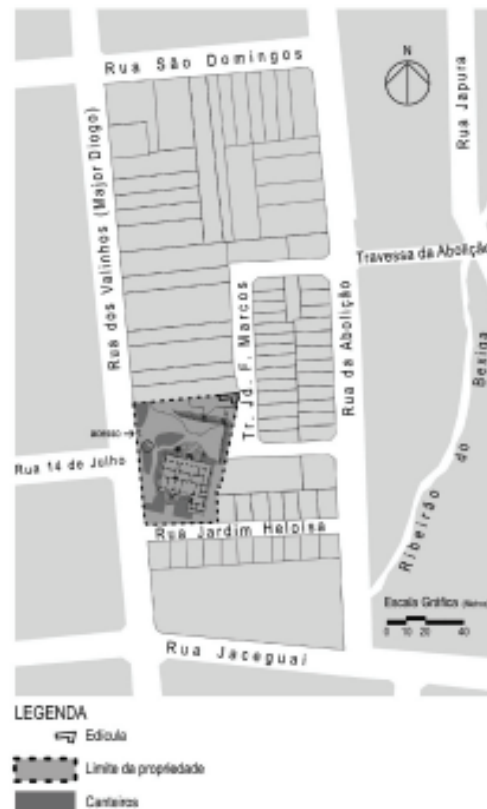 Rua São Domingos
N
Rua Japura
Rua dos Valinhos (Major Diogo)
Travessa da Abolição
Tr. Jd. F. Marcos
Rua da Abolição
Ribeirão do Bexiga
acesso
Rua 14 de Julho
Rua Jardim Heloisa
Escala Gráfica (Metros)
0 10 20 40
Rua Jaceguai
LEGENDA
Edícula
Limite da propriedade
Canteiros